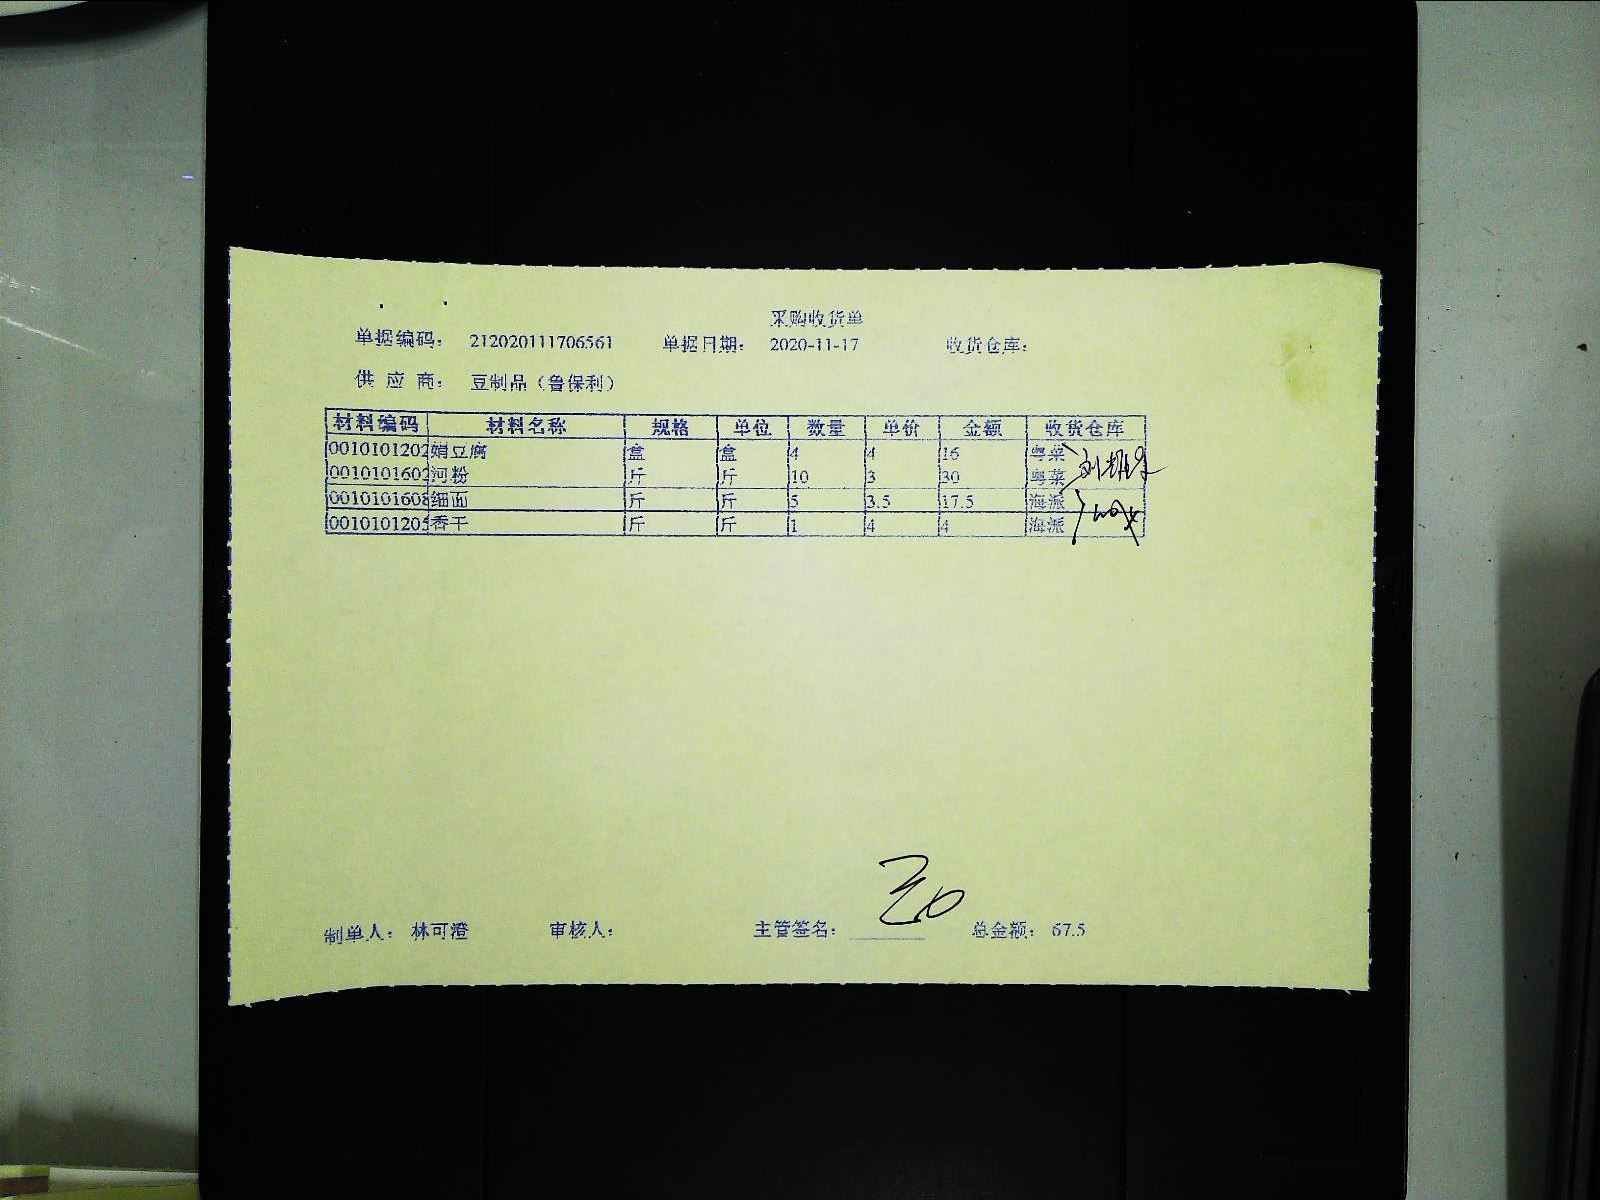 采购收货单
单据编码： 212020111706561 单据日期： 2020-11-17 收货仓库：
供 应 商： 豆制品（鲁保利）
材料编码 材料名称 规格 单位 数量 单价 金额 收货仓库
0010101202 娟豆腐 盒 盒 4 4 16 粤菜
0010101602 河粉 斤 斤 10 3 30 粤菜
0010101608 细面 斤 斤 5 3.5 17.5 海派
0010101205 香干 斤 斤 1 4 4 海派
制单人： 林可澄 审核人： 主管签名： 总金额： 67.5